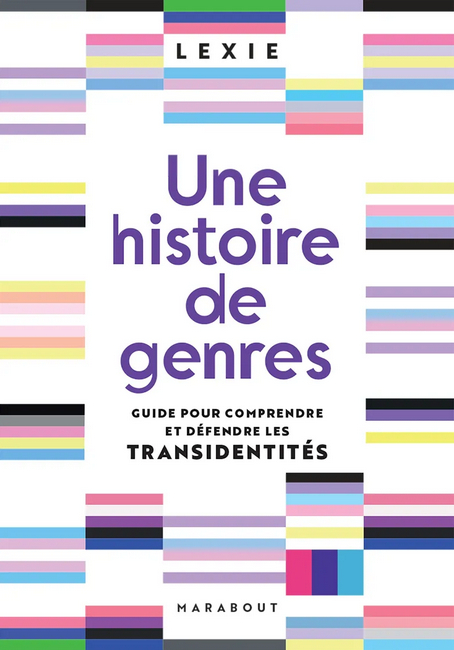 LEXIE
Une
histoire
de
genres
GUIDE POUR COMPRENDRE
ET DÉFENDRE LES
TRANSIDENTITÉS
MARABOUT